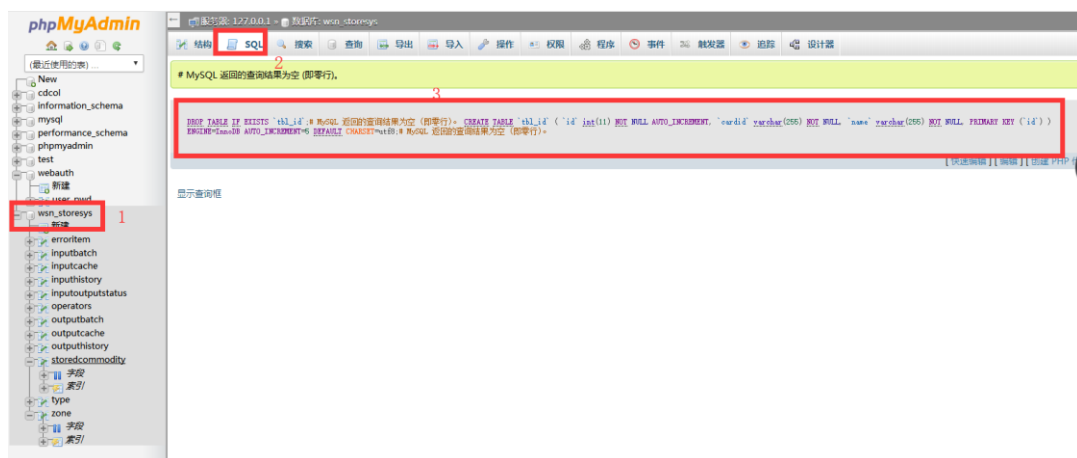 phpMyAdmin
服务器: 127.0.0.1 » 数据库: wsn_storesys
结构 SQL 搜索 查询 导出 导入 操作 权限 程序 事件 触发器 追踪 设计器
2
(最近使用的表) ...
# MySQL 返回的查询结果为空 (即零行)。
3
New
cdcol
information_schema
mysql
performance_schema
phpmyadmin
test
webauth
新建
user_pwd
wsn_storesys
1
新建
erroritem
inputbatch
inputcache
inputhistory
inputoutputstatus
operators
outputbatch
outputcache
outputhistory
storedcommodity
字段
索引
type
zone
字段
索引
DROP TABLE IF EXISTS `tbl_id`;# MySQL 返回的查询结果为空 (即零行)。 CREATE TABLE `tbl_id` ( `id` int(11) NOT NULL AUTO_INCREMENT, `cardid` varchar(255) NOT NULL, `name` varchar(255) NOT NULL, PRIMARY KEY (`id`) )
ENGINE=InnoDB AUTO_INCREMENT=5 DEFAULT CHARSET=utf8;# MySQL 返回的查询结果为空 (即零行)。
[ 快速编辑 ] [ 编辑 ] [ 创建 PHP
显示查询框